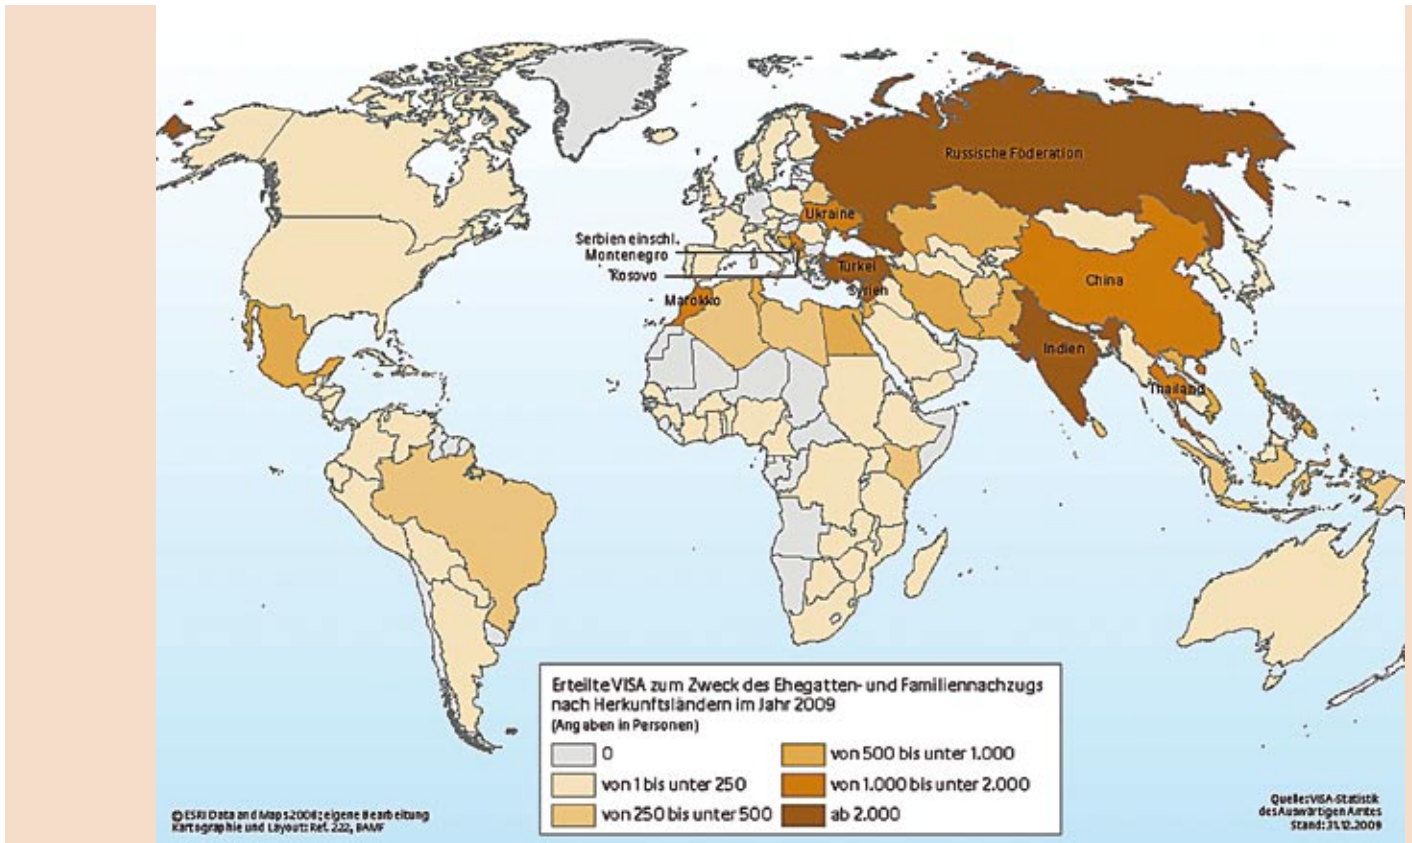 Russische Föderation
Ukraine
Serbien einschl.
Montenegro
Kosovo
Türkei
Syrien
Marokko
China
Indien
Thailand
Erteilte VISA zum Zweck des Ehegatten- und Familiennachzugs
nach Herkunftsländern im Jahr 2009
(Angaben in Personen)
0
von 1 bis unter 250
von 250 bis unter 500
von 500 bis unter 1.000
von 1.000 bis unter 2.000
ab 2.000
© ESRI Data and Maps 2006; eigene Bearbeitung
Kartographie und Layout: Ref. 222, BAMF
Quelle: VISA-Statistik
des Auswärtigen Amtes
Stand: 31.12.2009